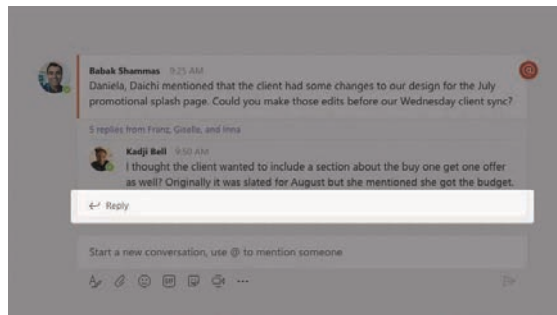 Babak Shammas 9:25 AM
Daniela, Daichi mentioned that the client had some changes to our design for the July
promotional splash page. Could you make those edits before our Wednesday client sync?
5 replies from Franz, Giselle, and Inna
Kadji Bell 9:50 AM
I thought the client wanted to include a section about the buy one get one offer
as well? Originally it was slated for August but she mentioned she got the budget.
Reply
Start a new conversation, use @ to mention someone
GIF